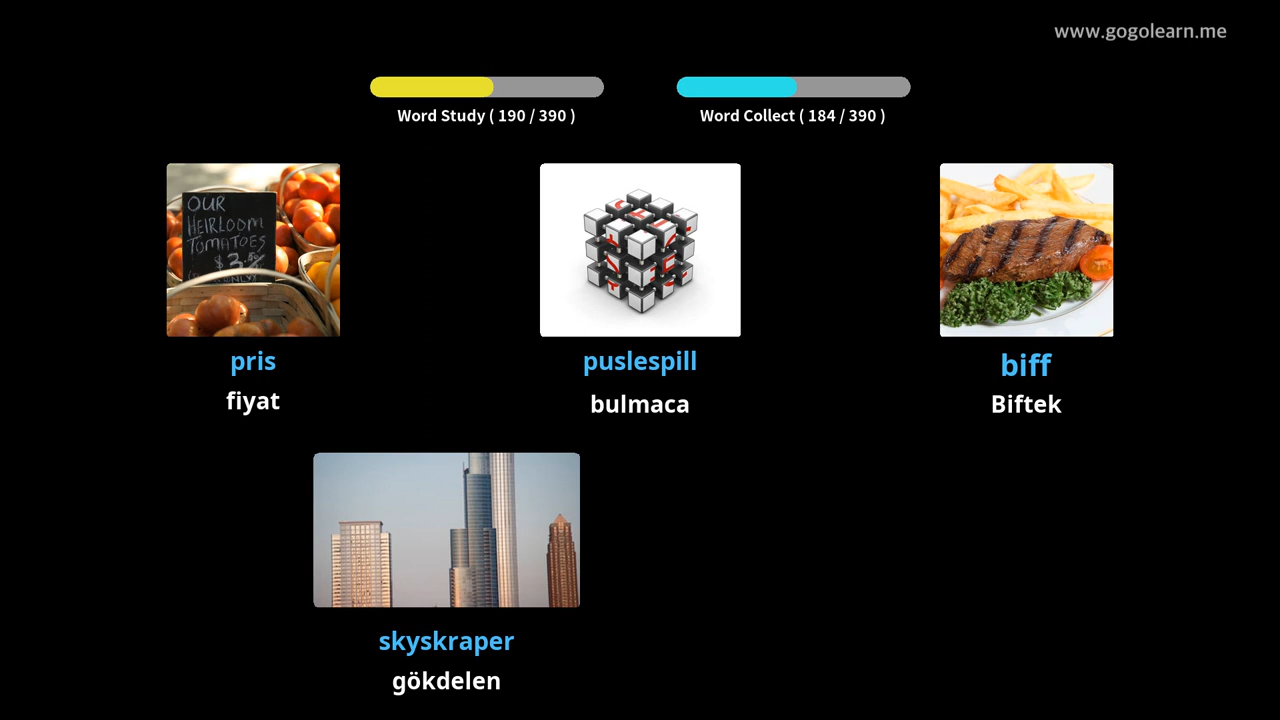 www.gogolearn.me
Word Study ( 190 / 390 )
Word Collect ( 184 / 390 )
OUR
HEIRLOOM
TOMATOES
pris
fiyat
puslespill
bulmaca
biff
Biftek
skyskraper
gökdelen